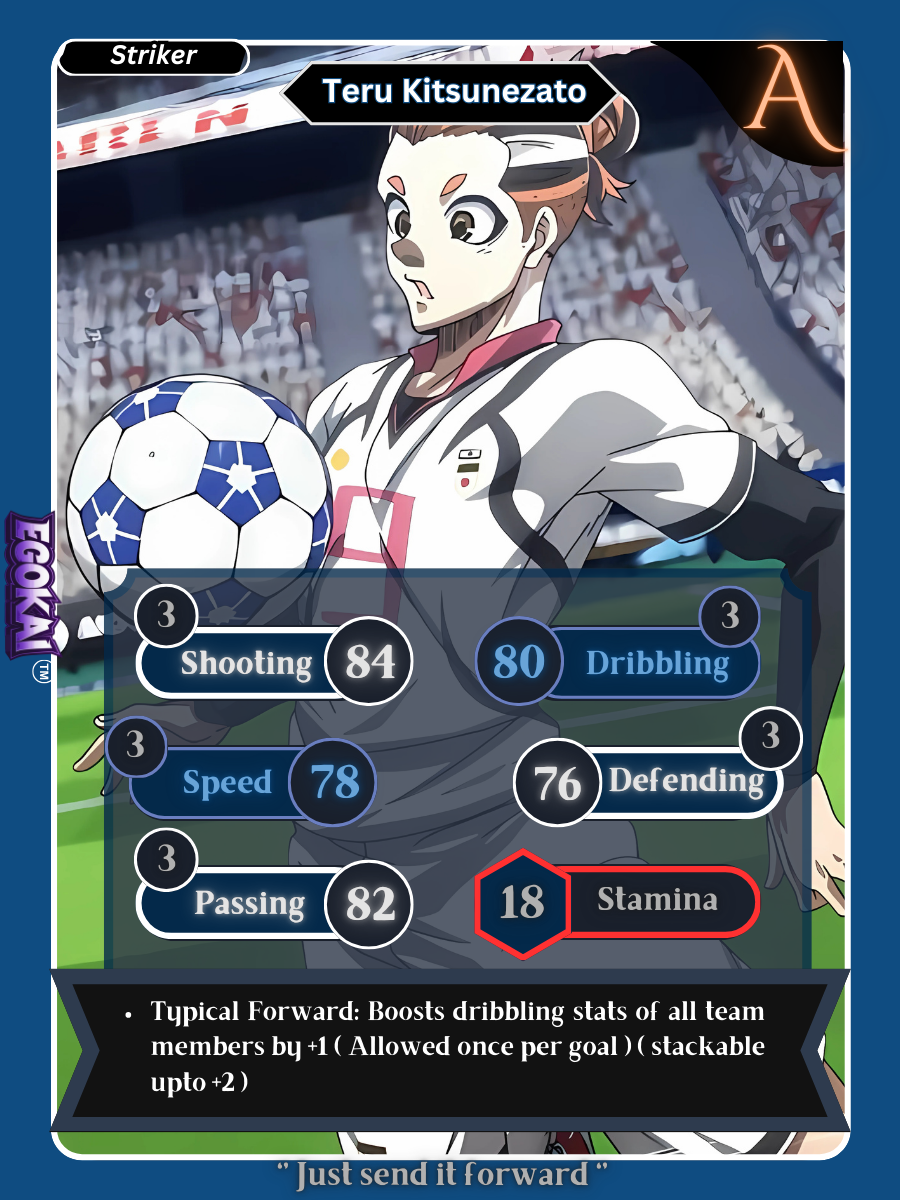 Striker
Teru Kitsunezato
A
3
Shooting 84
3
80 Dribbling
3
Speed 78
3
76 Defending
3
Passing 82
18 Stamina
EGOKAI
TM
• Typical Forward: Boosts dribbling stats of all team
members by +1 ( Allowed once per goal ) ( stackable
upto +2 )
“ Just send it forward ”